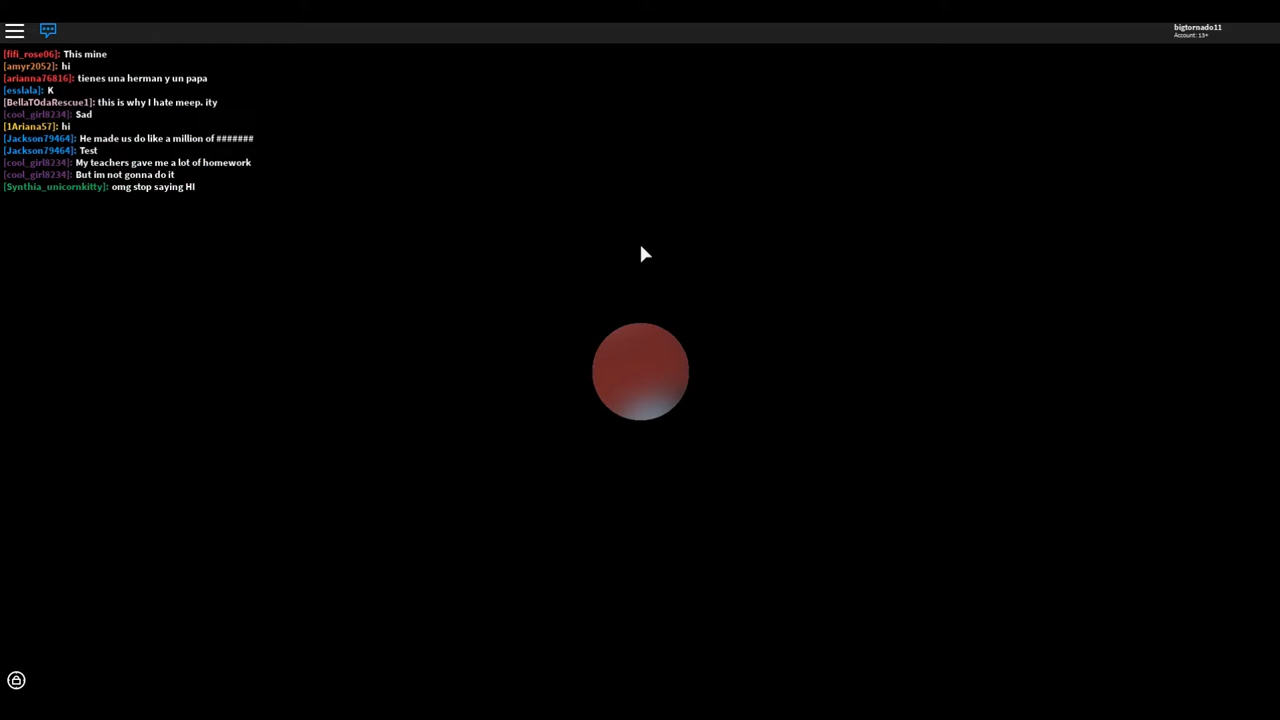 bigtornado11
Account: 13+
[fifi_rose06]: This mine
[amyr2052]: hi
[arianna76816]: tienes una herman y un papa
[esslala]: K
[BellaTOdaRescue1]: this is why I hate meep. ity
[cool_girl8234]: Sad
[1Ariana57]: hi
[Jackson79464]: He made us do like a million of #######
[Jackson79464]: Test
[cool_girl8234]: My teachers gave me a lot of homework
[cool_girl8234]: But im not gonna do it
[Synthia_unicornkitty]: omg stop saying HI